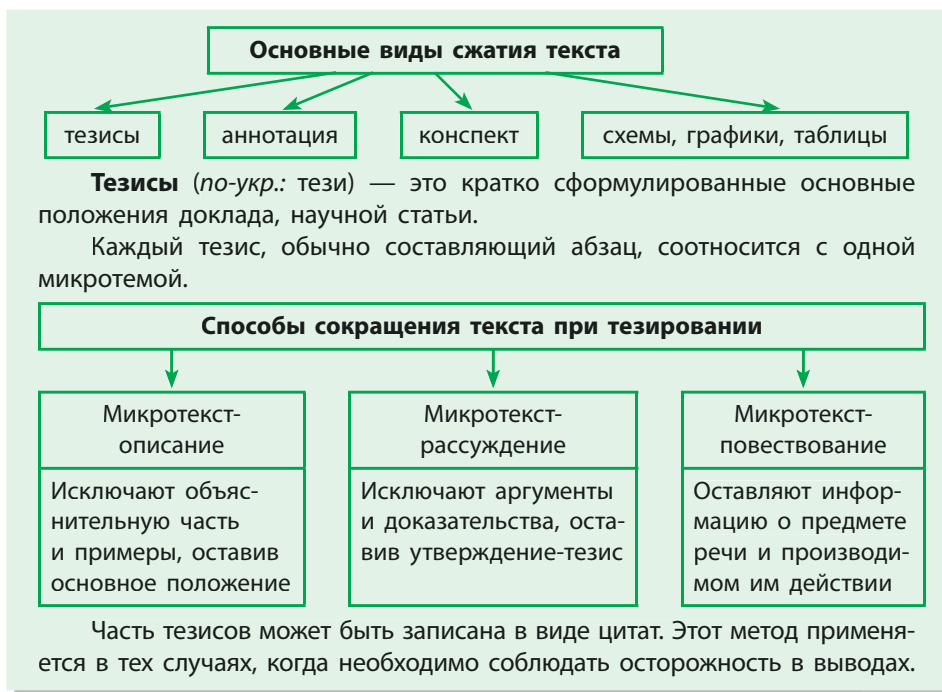 Основные виды сжатия текста
тезисы
аннотация
конспект
схемы, графики, таблицы
Тезисы (по-укр.: тези) — это кратко сформулированные основные
положения доклада, научной статьи.
Каждый тезис, обычно составляющий абзац, соотносится с одной
микротемой.
Способы сокращения текста при тезировании
Микротекст-
описание
Исключают объяс-
нительную часть
и примеры, оставив
основное положение
Микротекст-
рассуждение
Исключают аргументы
и доказательства, оста-
вив утверждение-тезис
Микротекст-
повествование
Оставляют инфор-
мацию о предмете
речи и производи-
мом им действии
Часть тезисов может быть записана в виде цитат. Этот метод применя-
ется в тех случаях, когда необходимо соблюдать осторожность в выводах.